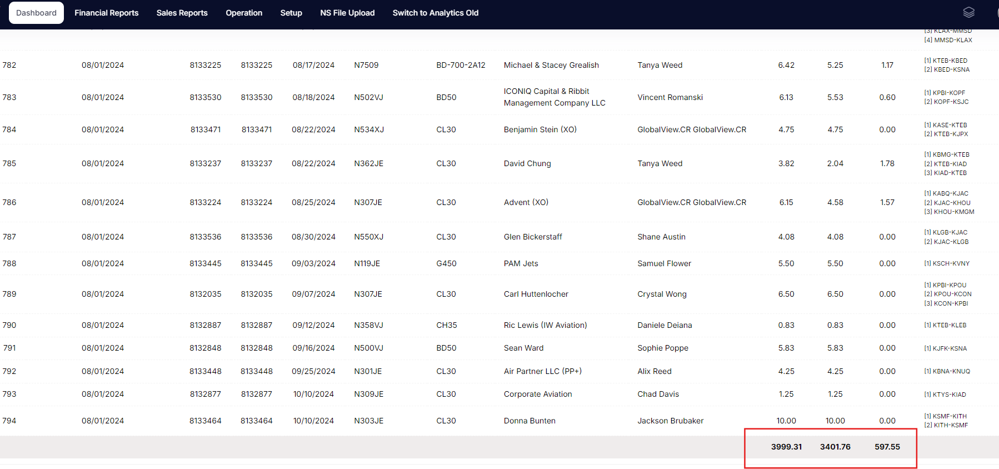 Dashboard Financial Reports Sales Reports Operation Setup NS File Upload Switch to Analytics Old
[3] KLAX-MMSD
[4] MMSD-KLAX
782 08/01/2024 8133225 8133225 08/17/2024 N7509 BD-700-2A12 Michael & Stacey Grealish Tanya Weed 6.42 5.25 1.17 [1] KTEB-KBED
[2] KBED-KSNA
783 08/01/2024 8133530 8133530 08/18/2024 N502VJ BD50 ICONIQ Capital & Ribbit Vincent Romanski 6.13 5.53 0.60 [1] KPBI-KOPF
Management Company LLC [2] KOPF-KSJC
784 08/01/2024 8133471 8133471 08/22/2024 N534XJ CL30 Benjamin Stein (XO) GlobalView.CR GlobalView.CR 4.75 4.75 0.00 [1] KASE-KTEB
[2] KTEB-KJPX
785 08/01/2024 8133237 8133237 08/22/2024 N362JE CL30 David Chung Tanya Weed 3.82 2.04 1.78 [1] KBMG-KTEB
[2] KTEB-KIAD
[3] KIAD-KTEB
786 08/01/2024 8133224 8133224 08/25/2024 N307JE CL30 Advent (XO) GlobalView.CR GlobalView.CR 6.15 4.58 1.57 [1] KABQ-KJAC
[2] KJAC-KHOU
[3] KHOU-KMGM
787 08/01/2024 8133536 8133536 08/30/2024 N550XJ CL30 Glen Bickerstaff Shane Austin 4.08 4.08 0.00 [1] KLGB-KJAC
[2] KJAC-KLGB
788 08/01/2024 8133445 8133445 09/03/2024 N119JE G450 PAM Jets Samuel Flower 5.50 5.50 0.00 [1] KSCH-KVNY
789 08/01/2024 8132035 8132035 09/07/2024 N307JE CL30 Carl Huttenlocher Crystal Wong 6.50 6.50 0.00 [1] KPBI-KPOU
[2] KPOU-KCON
[3] KCON-KPBI
790 08/01/2024 8132887 8132887 09/12/2024 N358VJ CH35 Ric Lewis (IW Aviation) Daniele Deiana 0.83 0.83 0.00 [1] KTEB-KLEB
791 08/01/2024 8132848 8132848 09/16/2024 N500VJ BD50 Sean Ward Sophie Poppe 5.83 5.83 0.00 [1] KJFK-KSNA
792 08/01/2024 8133448 8133448 09/25/2024 N301JE CL30 Air Partner LLC (PP+) Alix Reed 4.25 4.25 0.00 [1] KBNA-KNUQ
793 08/01/2024 8132877 8132877 10/10/2024 N309JE CL30 Corporate Aviation Chad Davis 1.25 1.25 0.00 [1] KTYS-KIAD
794 08/01/2024 8133464 8133464 10/10/2024 N303JE CL30 Donna Bunten Jackson Brubaker 10.00 10.00 0.00 [1] KSMF-KITH
[2] KITH-KSMF
3999.31 3401.76 597.55